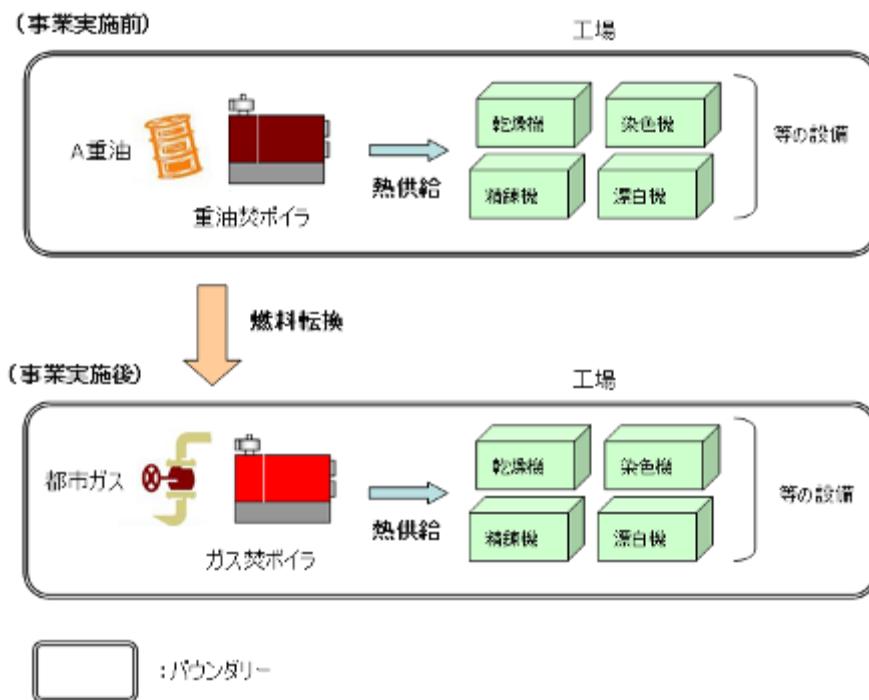 （事業実施前）
工場
A重油
重油焚ボイラ
熱供給
乾燥機
染色機
精錬機
漂白機
等の設備
燃料転換
（事業実施後）
工場
都市ガス
ガス焚ボイラ
熱供給
乾燥機
染色機
精錬機
漂白機
等の設備
：バウンダリー